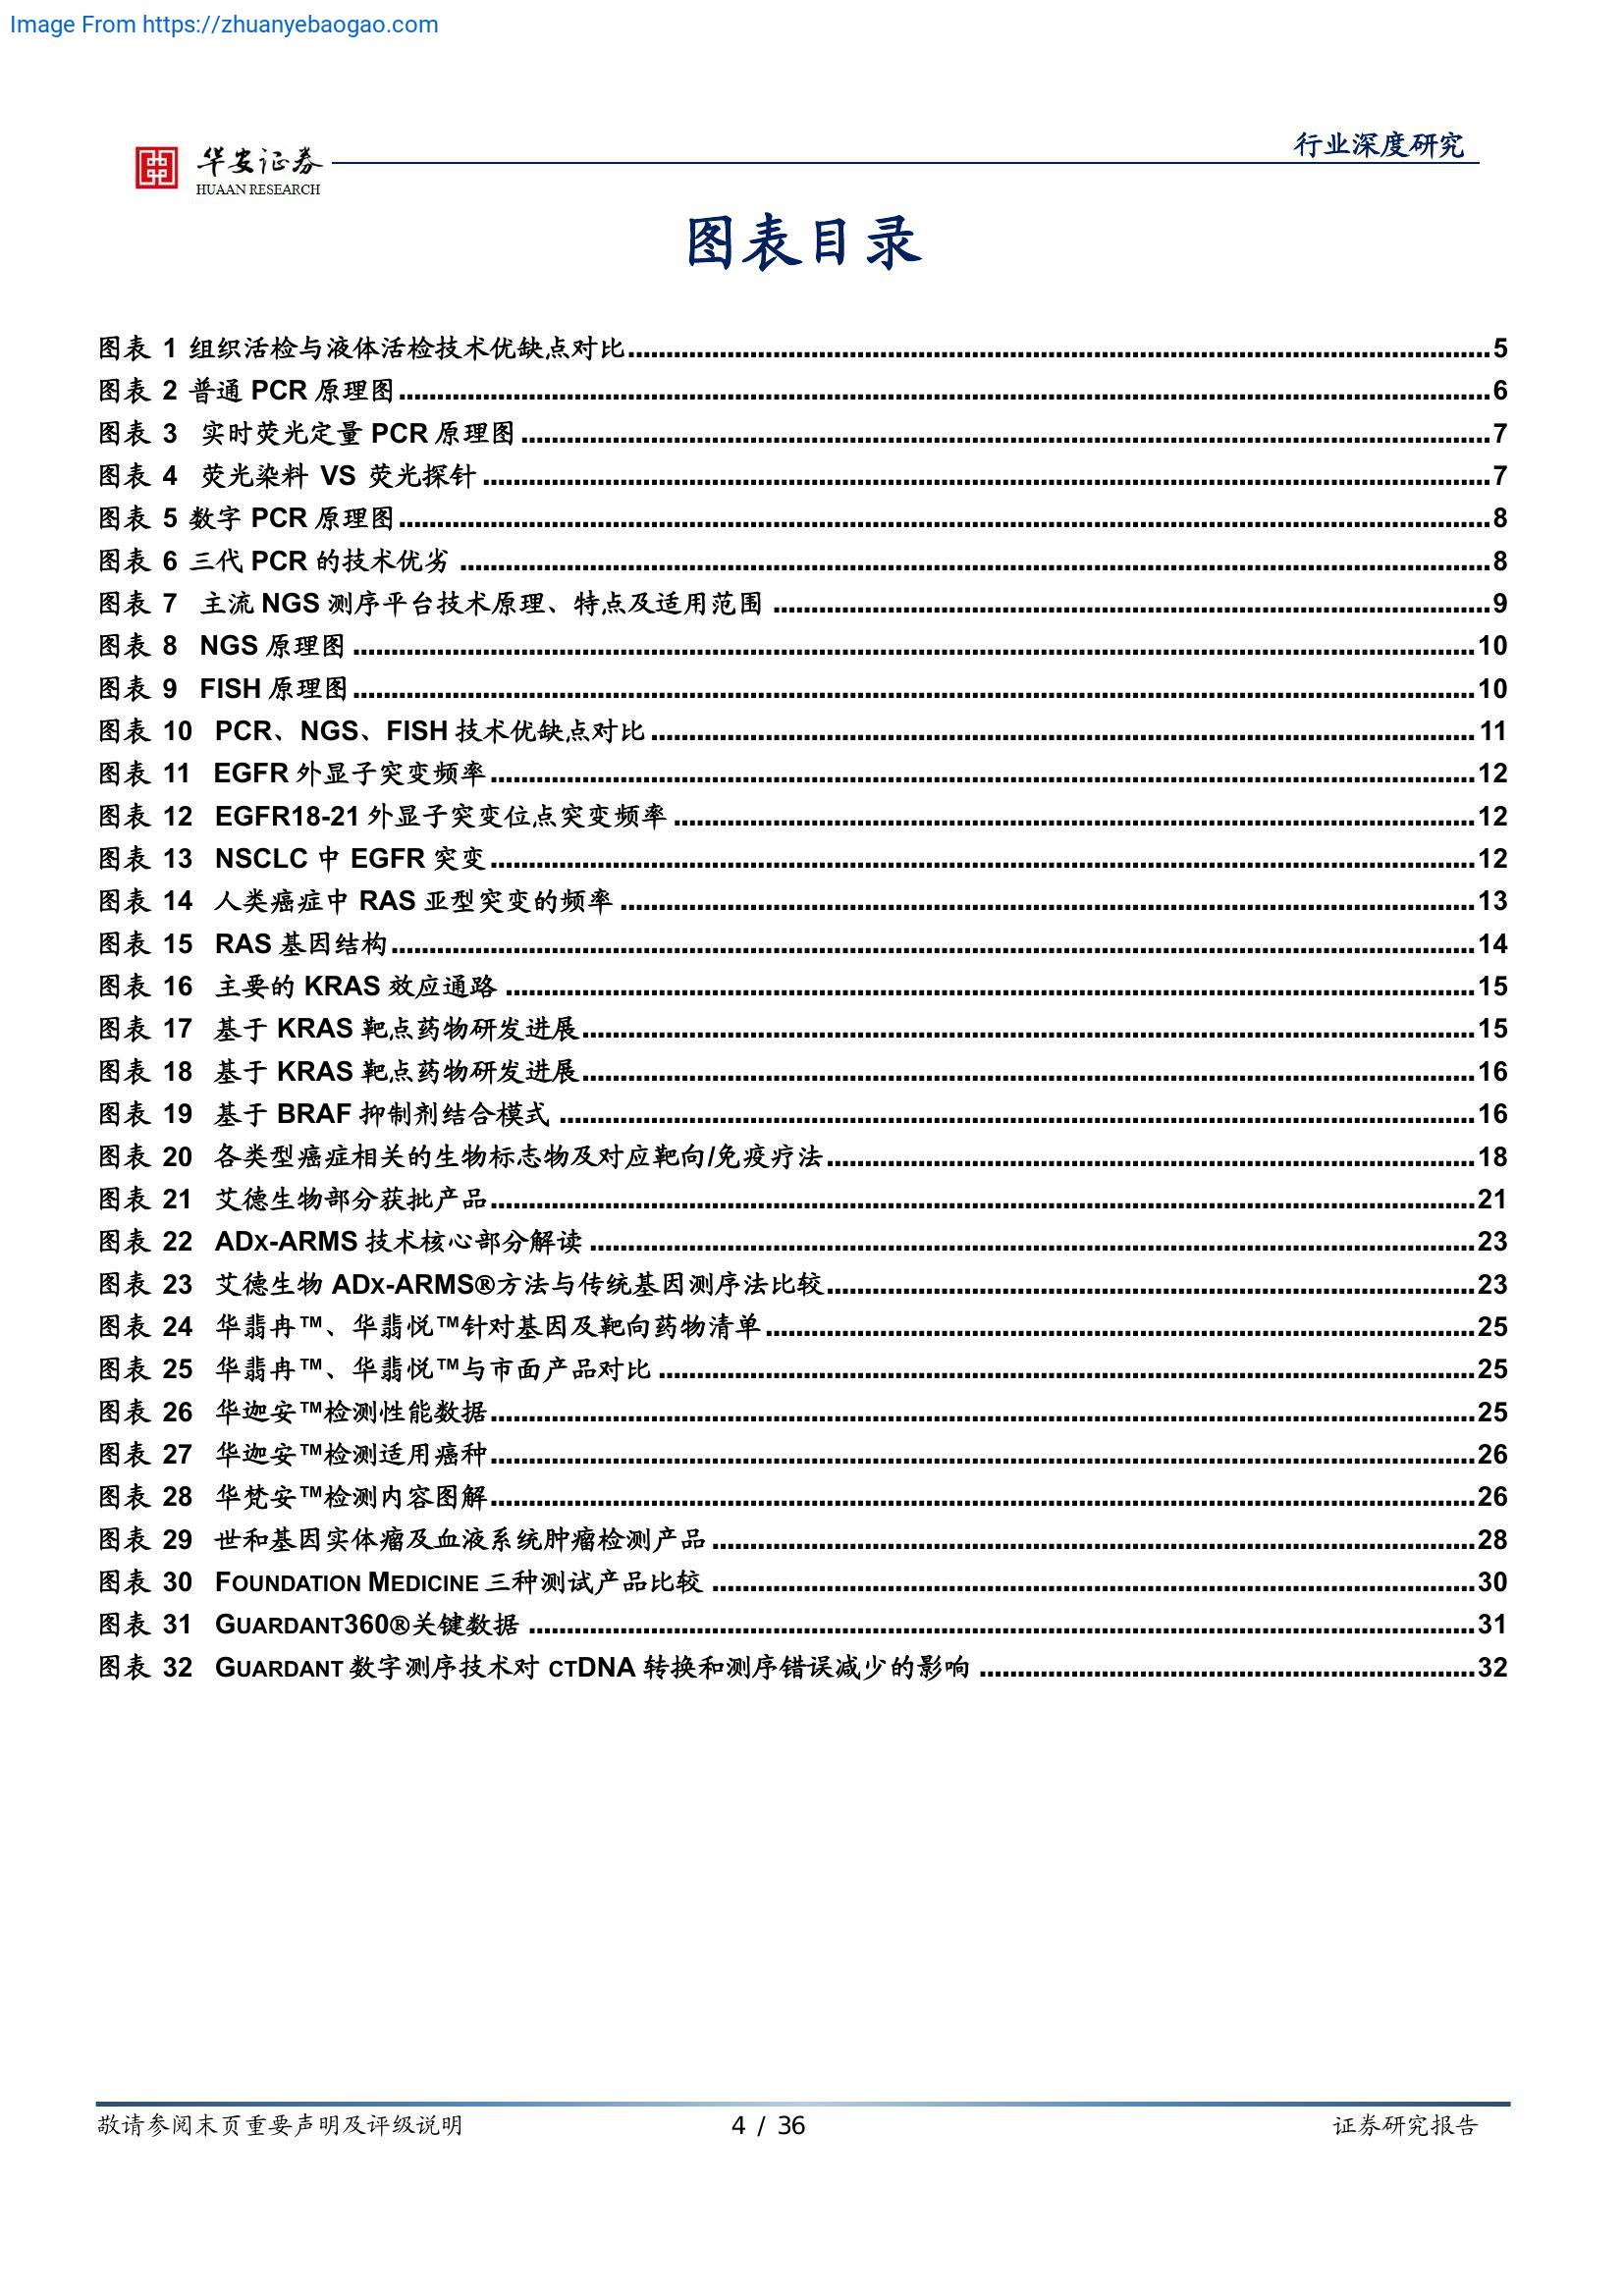 Image From https://zhuanyebaogao.com
行业深度研究
华安证券
HUAAN RESEARCH
图表目录
图表 1 组织活检与液体活检技术优缺点对比 5
图表 2 普通 PCR 原理图 6
图表 3 实时荧光定量 PCR 原理图 7
图表 4 荧光染料 VS 荧光探针 7
图表 5 数字 PCR 原理图 8
图表 6 三代 PCR 的技术优劣 8
图表 7 主流 NGS 测序平台技术原理、特点及适用范围 9
图表 8 NGS 原理图 10
图表 9 FISH 原理图 10
图表 10 PCR、NGS、FISH 技术优缺点对比 11
图表 11 EGFR 外显子突变频率 12
图表 12 EGFR18-21 外显子突变位点突变频率 12
图表 13 NSCLC 中 EGFR 突变 12
图表 14 人类癌症中 RAS 亚型突变的频率 13
图表 15 RAS 基因结构 14
图表 16 主要的 KRAS 效应通路 15
图表 17 基于 KRAS 靶点药物研发进展 15
图表 18 基于 KRAS 靶点药物研发进展 16
图表 19 基于 BRAF 抑制剂结合模式 16
图表 20 各类型癌症相关的生物标志物及对应靶向/免疫疗法 18
图表 21 艾德生物部分获批产品 21
图表 22 ADX-ARMS 技术核心部分解读 23
图表 23 艾德生物 ADX-ARMS®方法与传统基因测序法比较 23
图表 24 华翡冉™、华翡悦™针对基因及靶向药物清单 25
图表 25 华翡冉™、华翡悦™与市面产品对比 25
图表 26 华迦安™检测性能数据 25
图表 27 华迦安™检测适用癌种 26
图表 28 华梵安™检测内容图解 26
图表 29 世和基因实体瘤及血液系统肿瘤检测产品 28
图表 30 FOUNDATION MEDICINE 三种测试产品比较 30
图表 31 GUARDANT360®关键数据 31
图表 32 GUARDANT 数字测序技术对 CTDNA 转换和测序错误减少的影响 32
敬请参阅末页重要声明及评级说明 4 / 36 证券研究报告